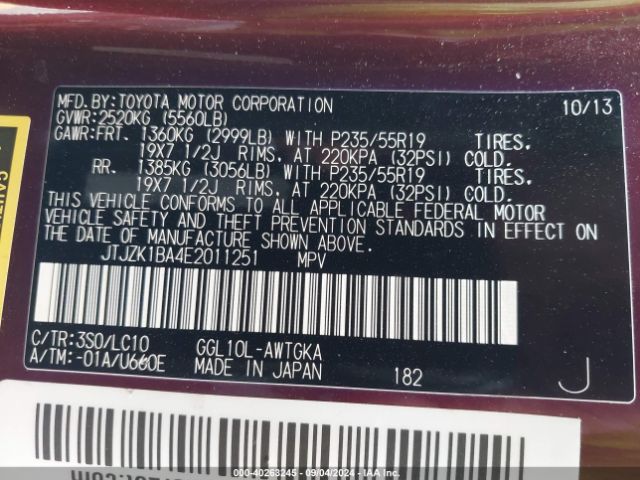 MFD.BY:TOYOTA MOTOR CORPORATION 10/13
GVWR:2520KG (5560LB)
GAWR:FRT. 1360KG (2999LB) WITH P235/55R19 TIRES,
19X7 1/2J RIMS, AT 220KPA (32PSI) COLD.
RR. 1385KG (3056LB) WITH P235/55R19 TIRES,
19X7 1/2J RIMS, AT 220KPA (32PSI) COLD.
THIS VEHICLE CONFORMS TO ALL APPLICABLE FEDERAL MOTOR
VEHICLE SAFETY AND THEFT PREVENTION STANDARDS IN EFFECT ON
THE DATE OF MANUFACTURE SHOWN ABOVE.
JTJZK1BA4E2011251 MPV
C/TR:3S0/LC10 GGL10L-AWTGKA
A/TM:-01A/U660E MADE IN JAPAN 182 J
000 - 40263245 - 09/04/2024 - IAA Inc.